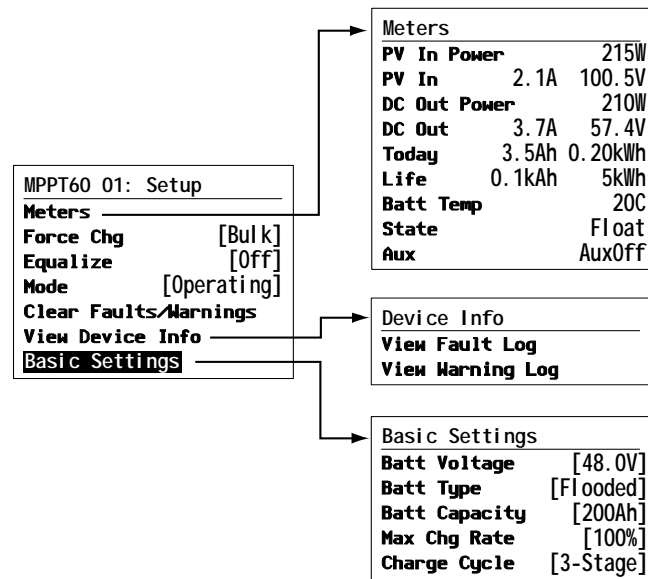 MPPT60 01: Setup
Meters
Force Chg [Bulk]
Equalize [Off]
Mode [Operating]
Clear Faults/Warnings
View Device Info
Basic Settings
Meters
PV In Power 215W
PV In 2.1A 100.5V
DC Out Power 210W
DC Out 3.7A 57.4V
Today 3.5Ah 0.20kWh
Life 0.1kAh 5kWh
Batt Temp 20C
State Float
Aux AuxOff
Device Info
View Fault Log
View Warning Log
Basic Settings
Batt Voltage [48.0V]
Batt Type [Flooded]
Batt Capacity [200Ah]
Max Chg Rate [100%]
Charge Cycle [3-Stage]